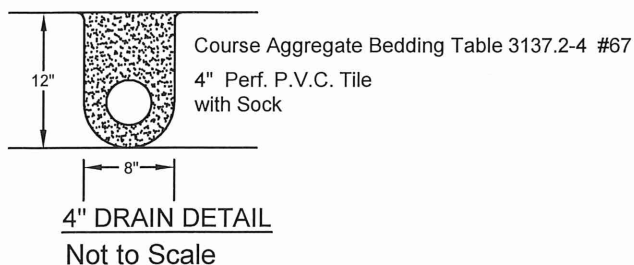 Course Aggregate Bedding Table 3137.2-4 #67
12"
4" Perf. P.V.C. Tile
with Sock
8"
4" DRAIN DETAIL
Not to Scale